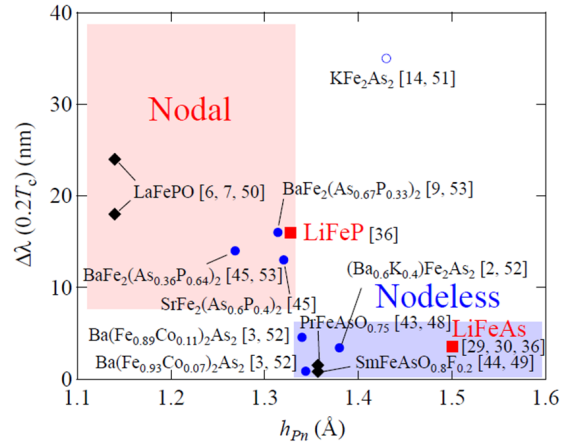 40
30
20
10
0
Δλ (0.2Tc) (nm)
KFe2As2 [14, 51]
Nodal
LaFePO [6, 7, 50]
BaFe2(As0.67P0.33)2 [9, 53]
LiFeP [36]
BaFe2(As0.36P0.64)2 [45, 53]
(Ba0.6K0.4)Fe2As2 [2, 52]
SrFe2(As0.6P0.4)2 [45]
Nodeless
PrFeAsO0.75 [43, 48]
LiFeAs
Ba(Fe0.89Co0.11)2As2 [3, 52]
[29, 30, 36]
Ba(Fe0.93Co0.07)2As2 [3, 52]
SmFeAsO0.8F0.2 [44, 49]
1.1 1.2 1.3 1.4 1.5 1.6
hPn (Å)